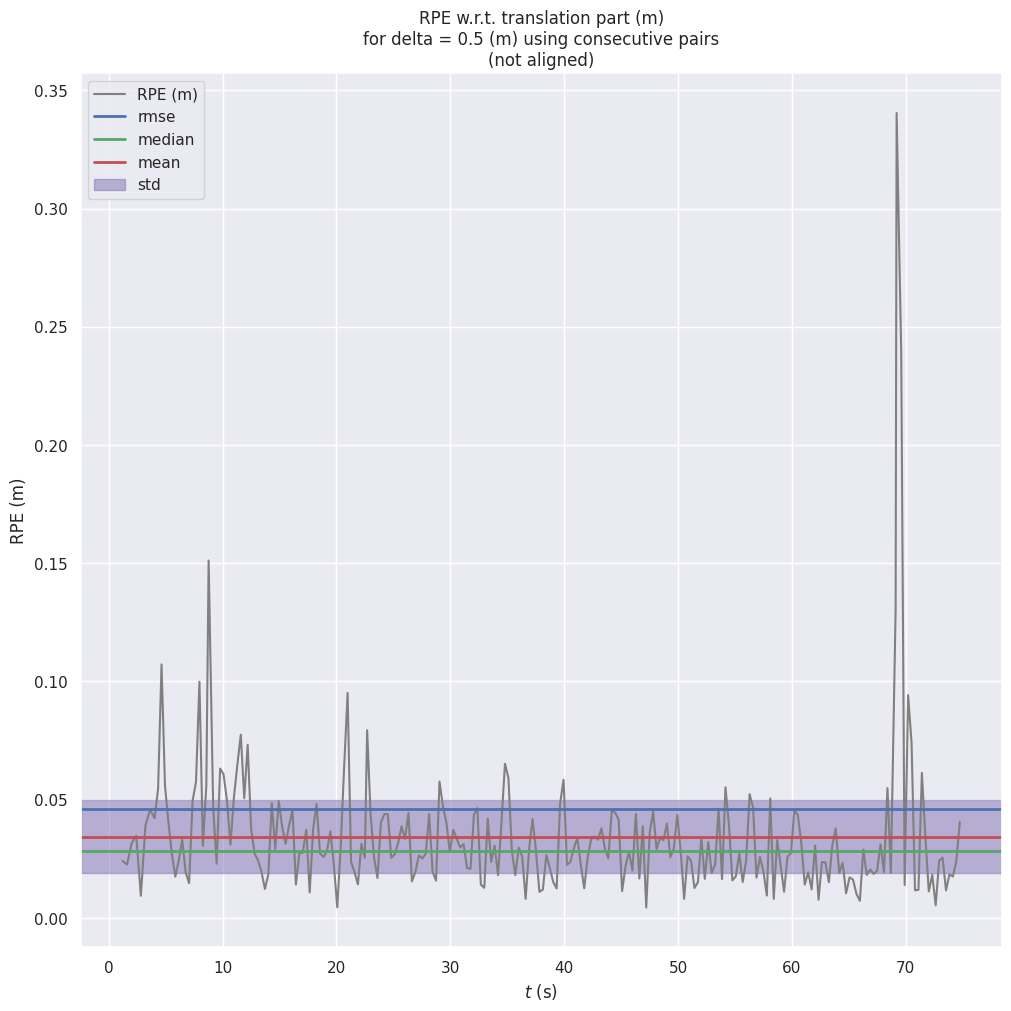 RPE w.r.t. translation part (m)
for delta = 0.5 (m) using consecutive pairs
(not aligned)
RPE (m)
rmse
median
mean
std
0.35
0.30
0.25
0.20
0.15
0.10
0.05
0.00
RPE (m)
0 10 20 30 40 50 60 70
t (s)